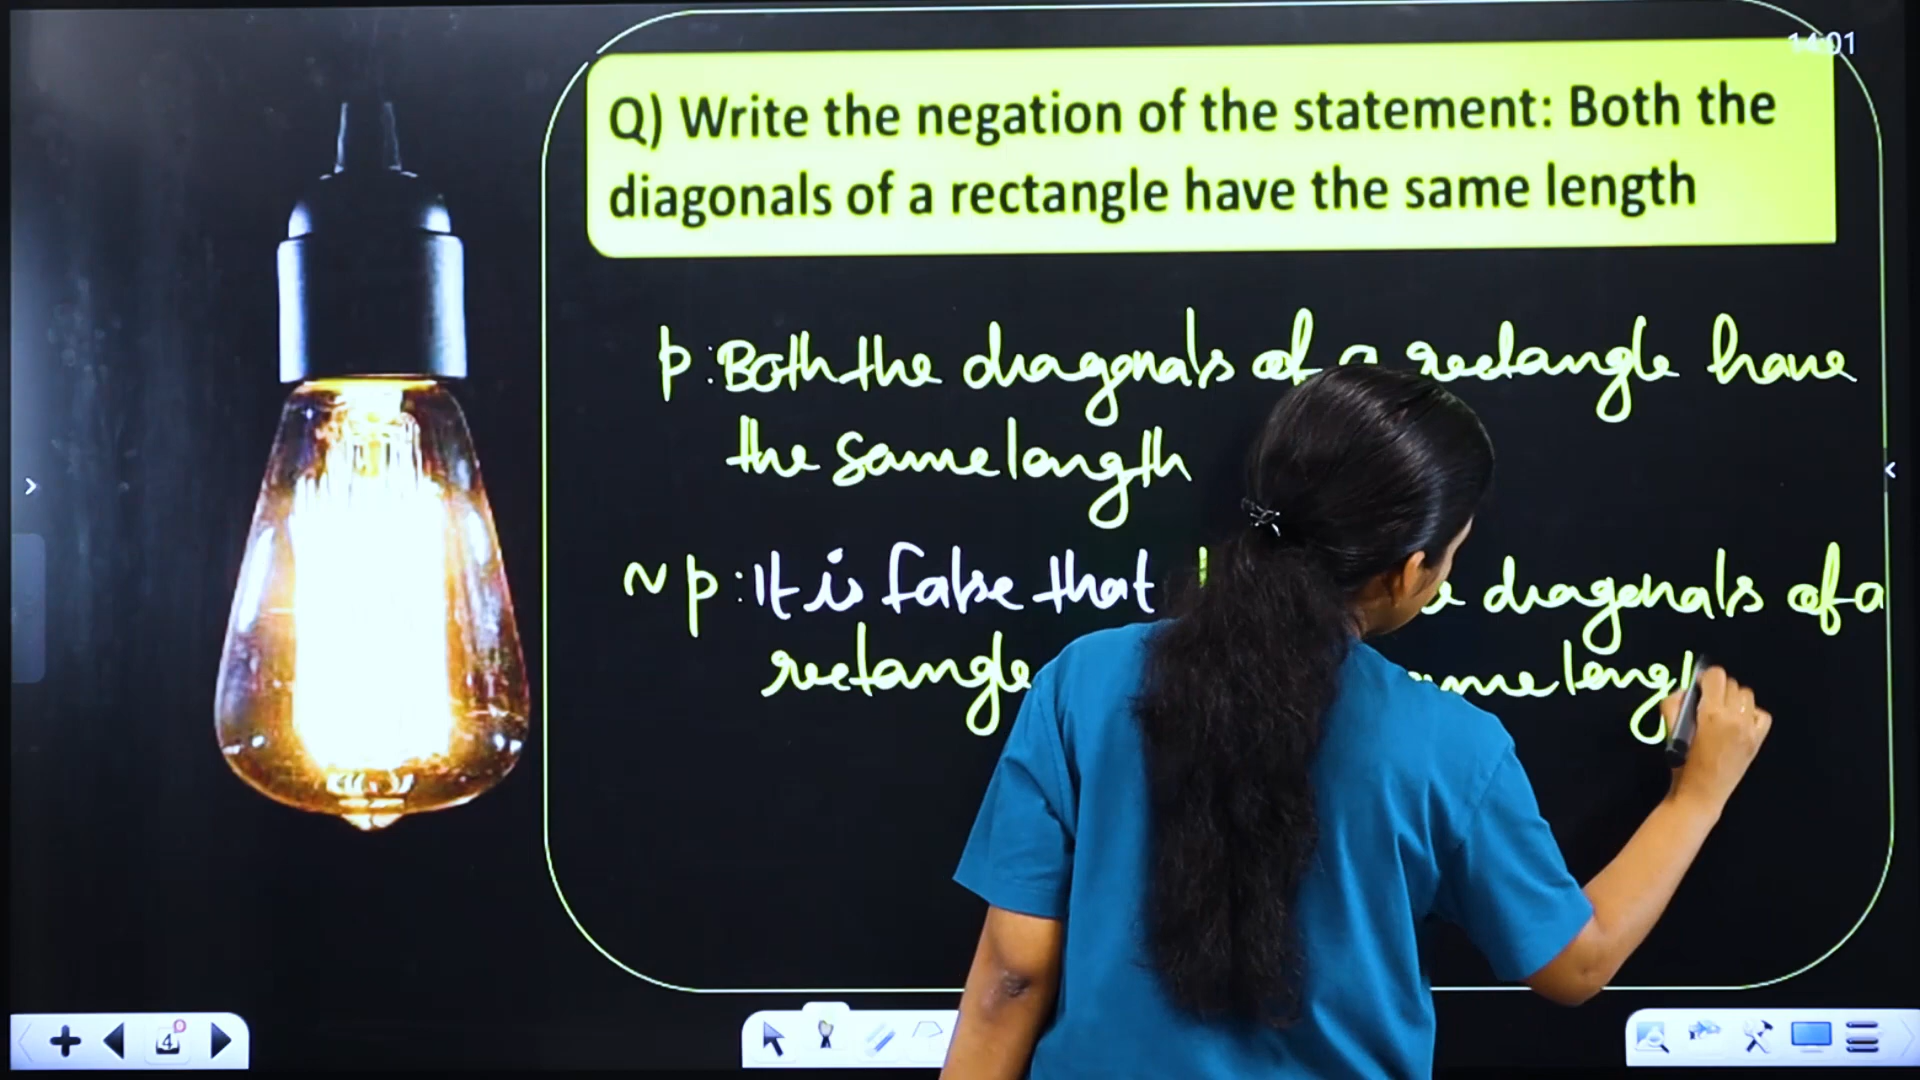 14:01
Q) Write the negation of the statement: Both the
diagonals of a rectangle have the same length
p : Both the diagonals of a rectangle have
the same length
~ p : It is false that diagonals of a
rectangle
4